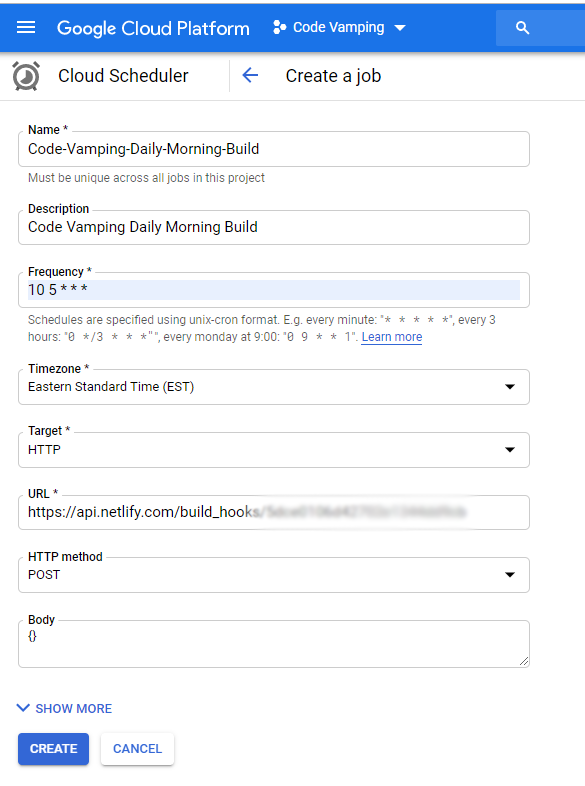 Google Cloud Platform
Code Vamping
Cloud Scheduler
Create a job
Name *
Code-Vamping-Daily-Morning-Build
Must be unique across all jobs in this project
Description
Code Vamping Daily Morning Build
Frequency *
10 5 * * *
Schedules are specified using unix-cron format. E.g. every minute: "* * * * *", every 3
hours: "0 */3 * * *"", every monday at 9:00: "0 9 * * 1". Learn more
Timezone *
Eastern Standard Time (EST)
Target *
HTTP
URL *
https://api.netlify.com/build_hooks/
HTTP method
POST
Body
{}
SHOW MORE
CREATE
CANCEL